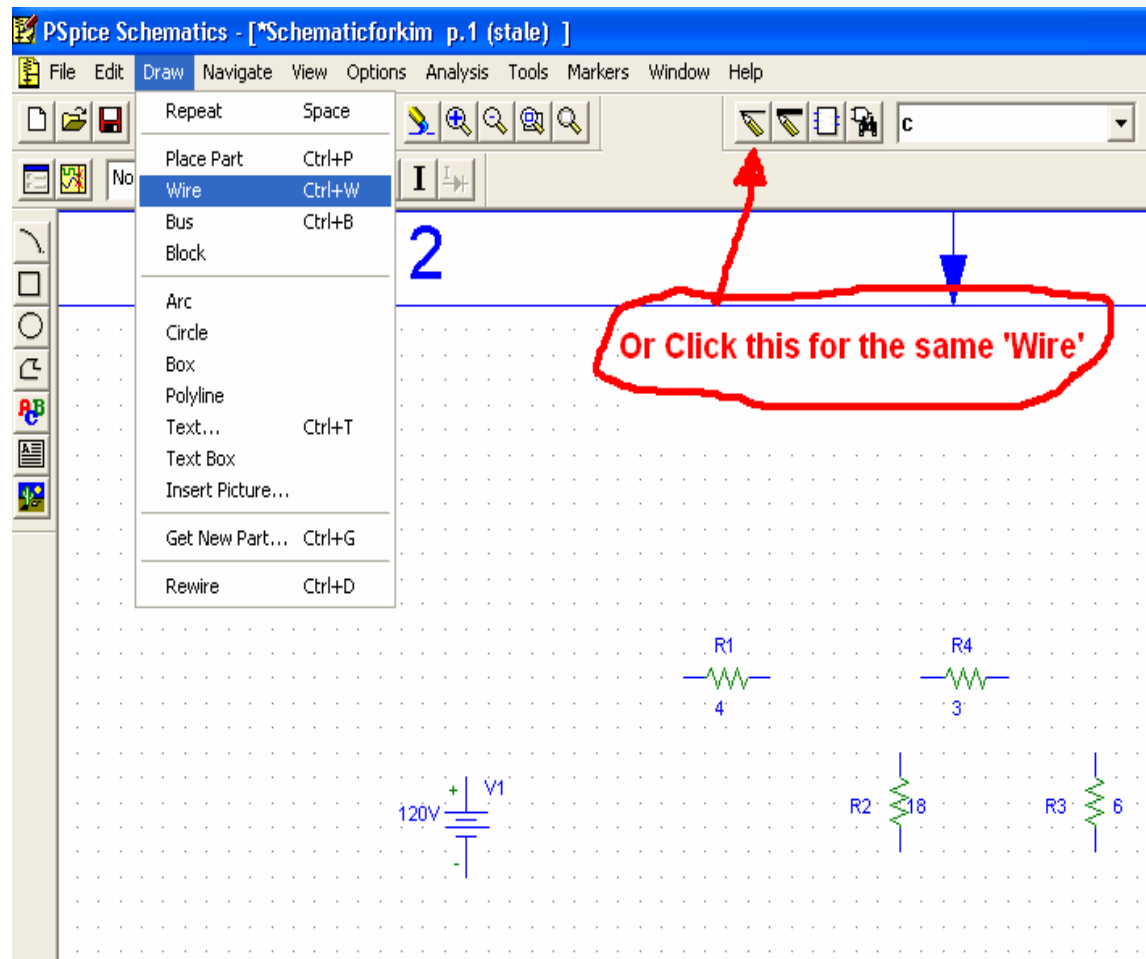 PSpice Schematics - [*Schematicforkim p.1 (stale) ]
File Edit Draw Navigate View Options Analysis Tools Markers Window Help
c
No
Repeat Space
Place Part Ctrl+P
Wire Ctrl+W
Bus Ctrl+B
Block
Arc
Circle
Box
Polyline
Text... Ctrl+T
Text Box
Insert Picture...
Get New Part... Ctrl+G
Rewire Ctrl+D
I
I
2
ABC
A
Or Click this for the same 'Wire'
R1
4
R4
3
+ V1
120V
-
R2 18
R3 6